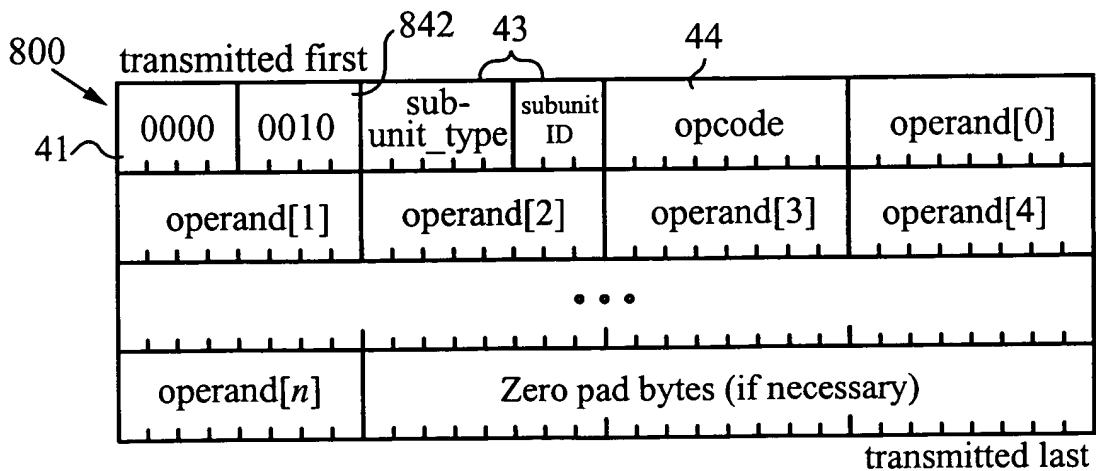 842
43
44
800
transmitted first
0000 0010 sub-unit_type subunit ID opcode operand[0]
41
operand[1] operand[2] operand[3] operand[4]
operand[n] Zero pad bytes (if necessary)
transmitted last